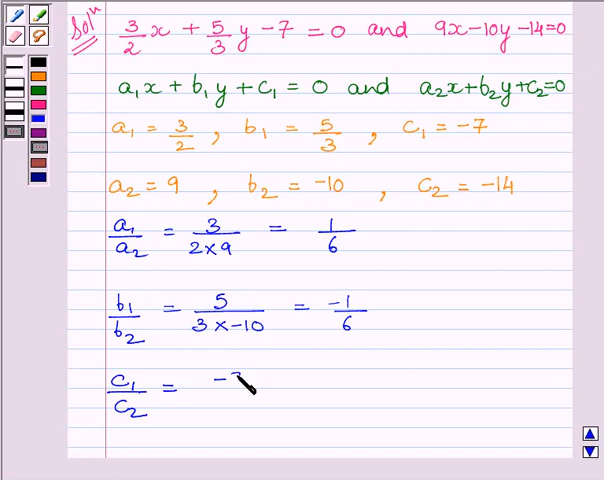 Solⁿ 3/2 x + 5/3 y - 7 = 0 and 9x - 10y - 14 = 0
a₁x + b₁y + c₁ = 0 and a₂x + b₂y + c₂ = 0
a₁ = 3/2 , b₁ = 5/3 , c₁ = -7
a₂ = 9 , b₂ = -10 , c₂ = -14
a₁/a₂ = 3/(2×9) = 1/6
b₁/b₂ = 5/(3×-10) = -1/6
c₁/c₂ = -